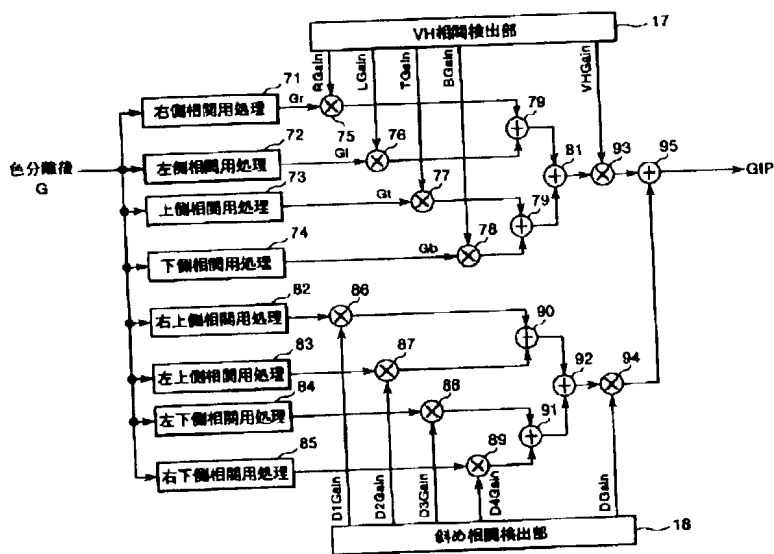 VH相関検出部
17
RGain
LGain
TGain
BGain
VHGain
71
右側相関用処理
Gr
75
79
72
左側相関用処理
Gl
76
81
93
95
色分離後
G
GIP
73
上側相関用処理
Gt
77
79
74
下側相関用処理
Gb
78
82
右上側相関用処理
86
90
83
左上側相関用処理
87
92
94
84
左下側相関用処理
88
91
85
右下側相関用処理
89
D1Gain
D2Gain
D3Gain
D4Gain
DGain
斜め相関検出部
18